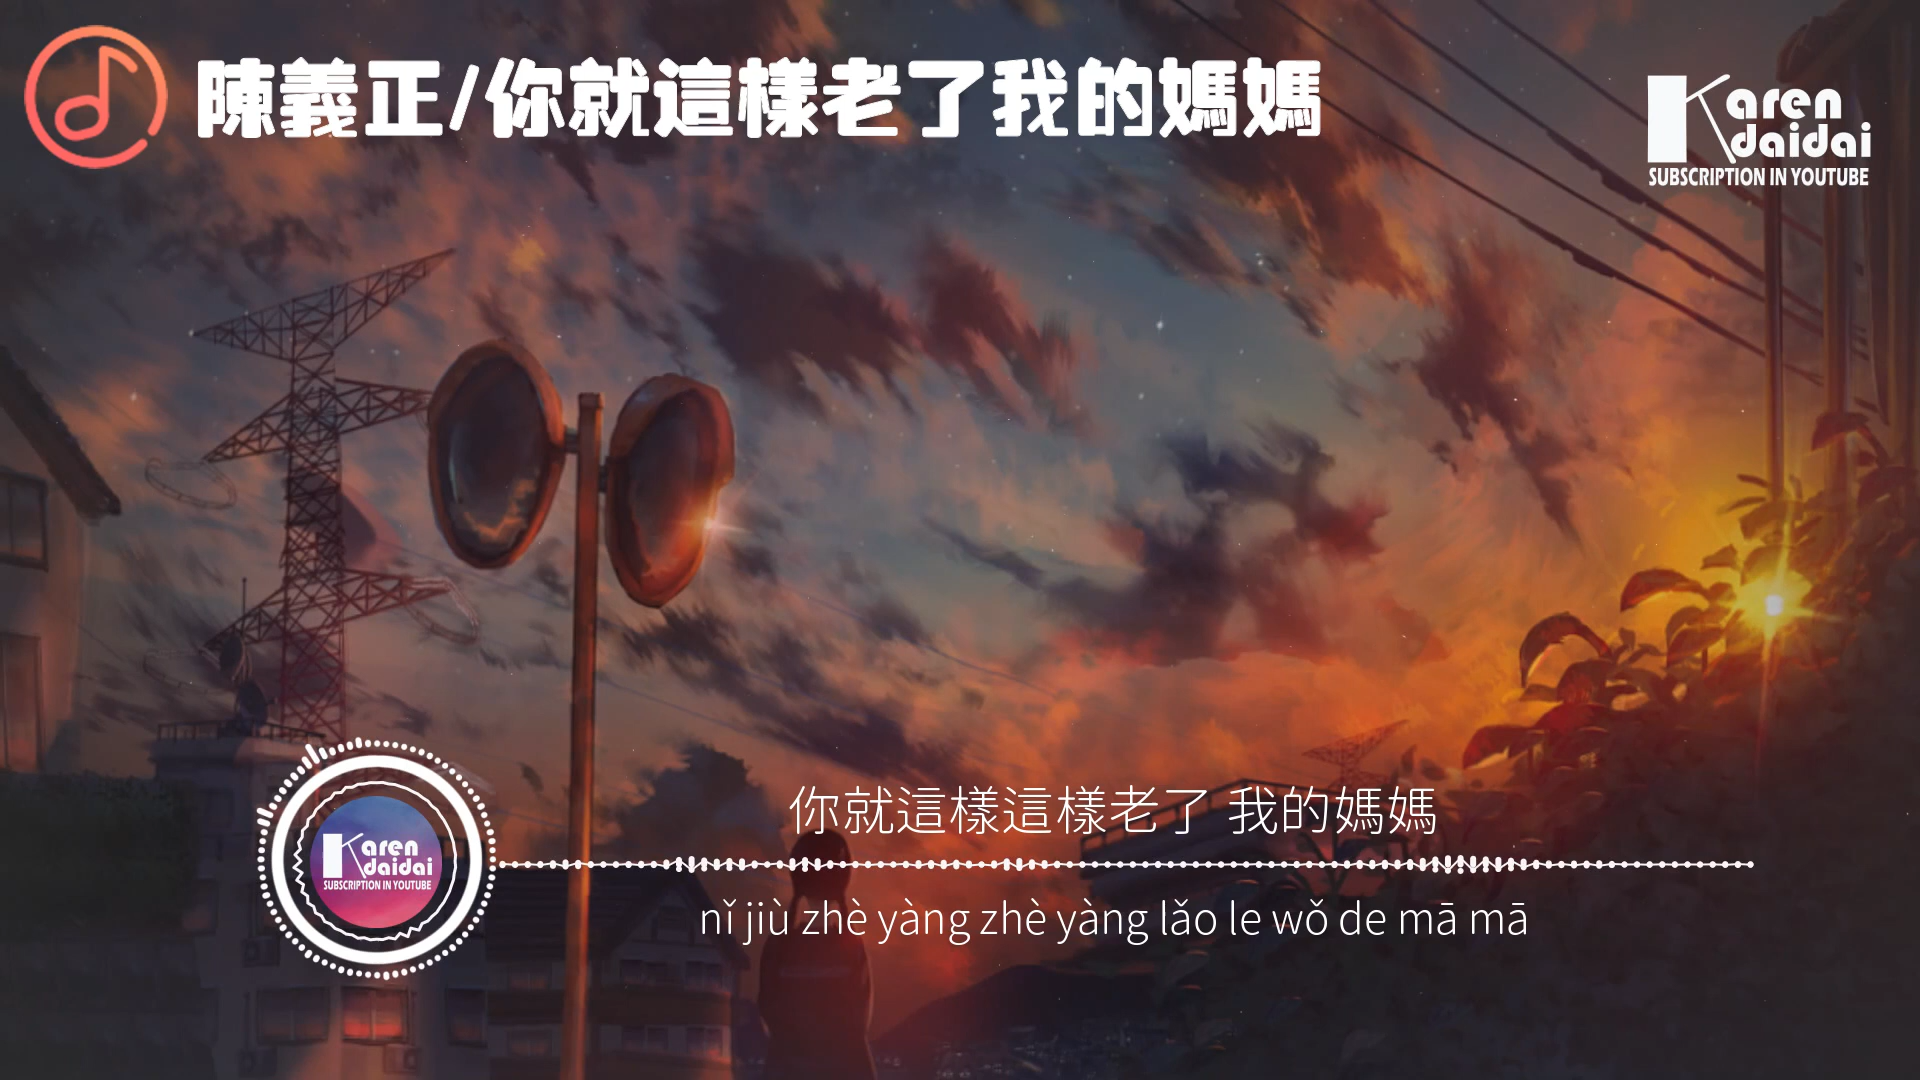 陳義正/你就這樣老了我的媽媽
Karen
daidai
SUBSCRIPTION IN YOUTUBE
你就這樣這樣老了 我的媽媽
Karen
daidai
SUBSCRIPTION IN YOUTUBE
nǐ jiù zhè yàng zhè yàng lǎo le wǒ de mā mā